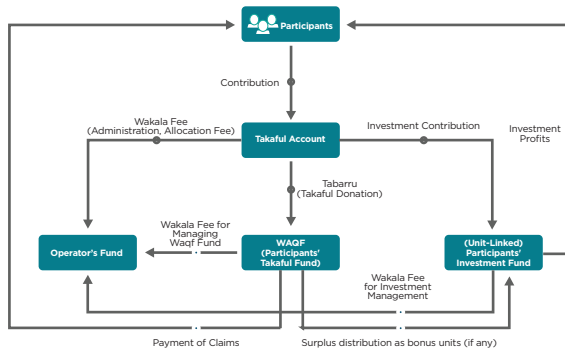 Participants
Contribution
Wakala Fee
(Administration, Allocation Fee)
Takaful Account
Investment Contribution
Investment
Profits
Tabarru
(Takaful Donation)
Operator's Fund
Wakala Fee for
Managing
Waqf Fund
WAQF
(Participants'
Takaful Fund)
(Unit-Linked)
Participants'
Investment Fund
Wakala Fee
for Investment
Management
Payment of Claims
Surplus distribution as bonus units (if any)